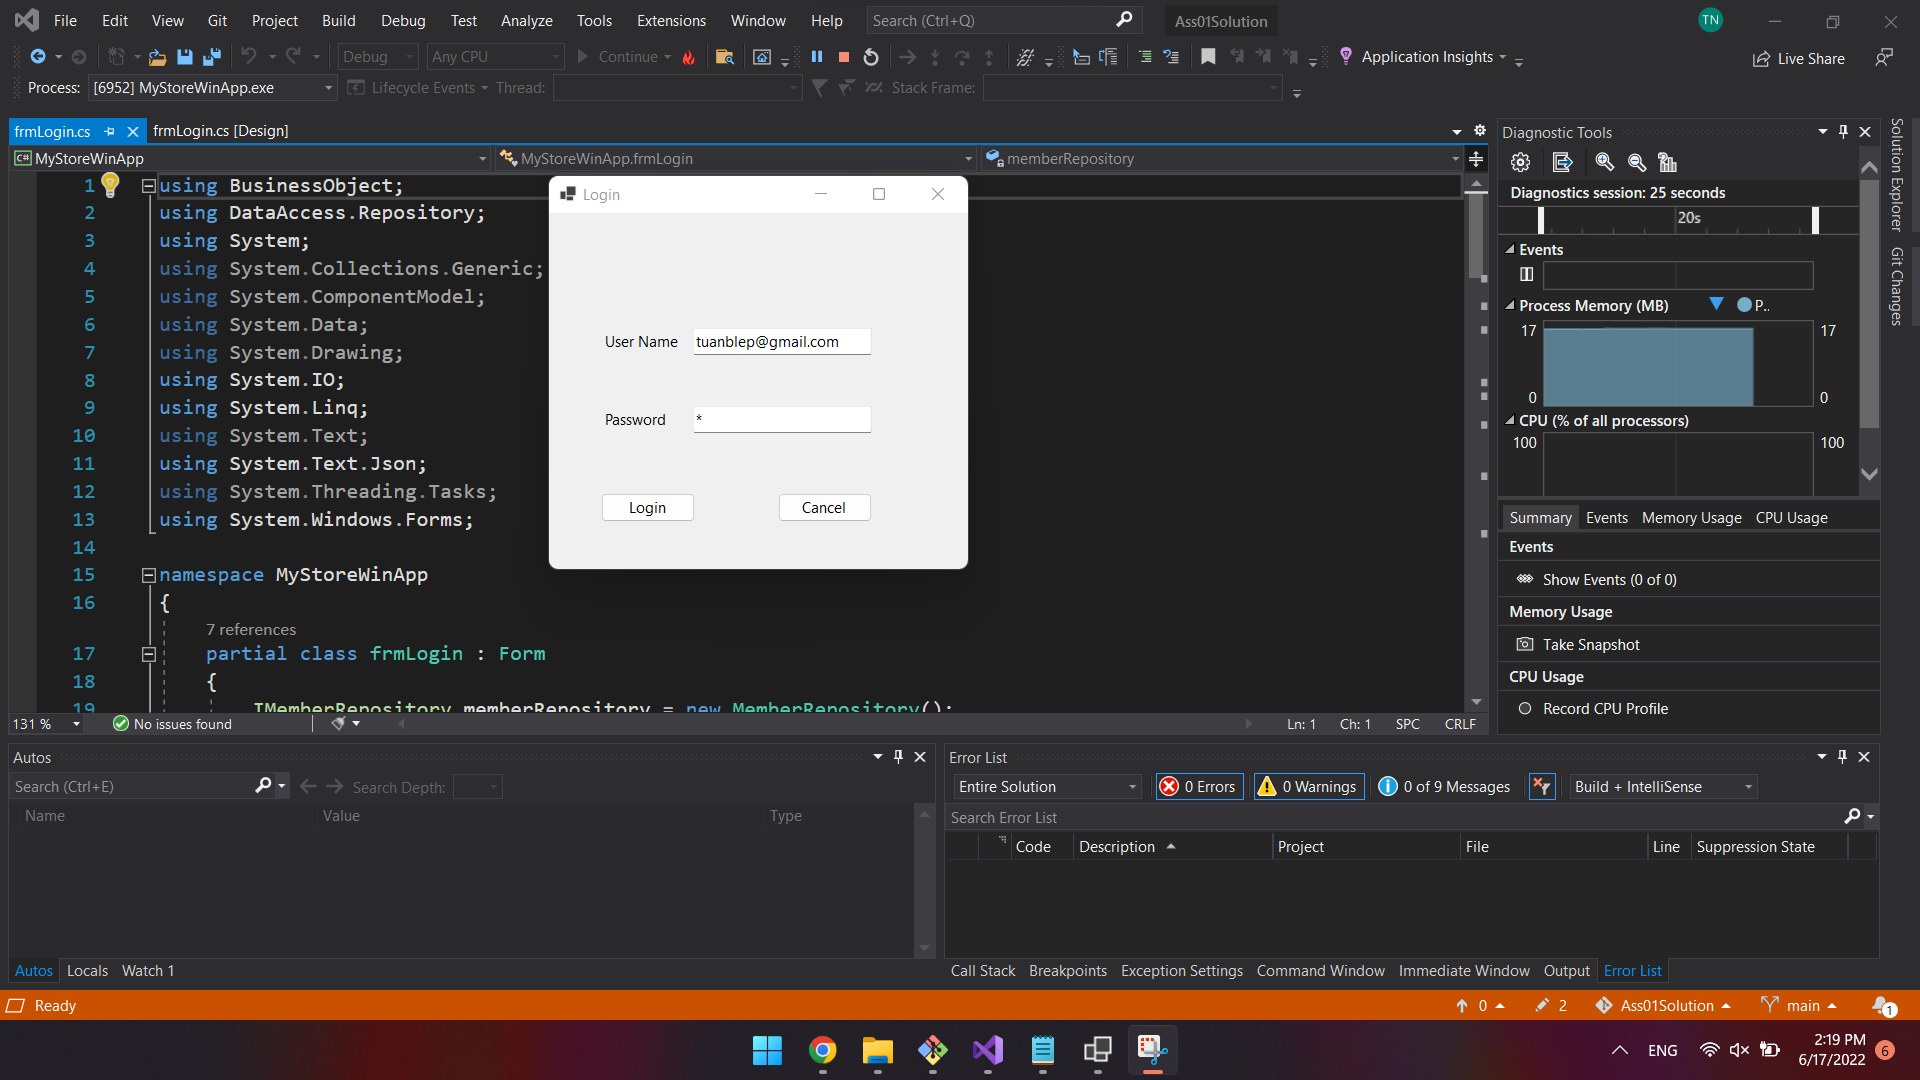 File Edit View Git Project Build Debug Test Analyze Tools Extensions Window Help Search (Ctrl+Q) Ass01Solution TN
Debug Any CPU Continue Application Insights Live Share
Process: [6952] MyStoreWinApp.exe Lifecycle Events Thread: Stack Frame:
frmLogin.cs frmLogin.cs [Design]
C# MyStoreWinApp MyStoreWinApp.frmLogin memberRepository
1 using BusinessObject;
2 using DataAccess.Repository;
3 using System;
4 using System.Collections.Generic;
5 using System.ComponentModel;
6 using System.Data;
7 using System.Drawing;
8 using System.IO;
9 using System.Linq;
10 using System.Text;
11 using System.Text.Json;
12 using System.Threading.Tasks;
13 using System.Windows.Forms;
14
15 namespace MyStoreWinApp
16 {
7 references
17 partial class frmLogin : Form
18 {
19 IMemberRepository memberRepository = new MemberRepository();
131 % No issues found Ln: 1 Ch: 1 SPC CRLF
Login
User Name tuanblep@gmail.com
Password *
Login Cancel
Diagnostic Tools
Diagnostics session: 25 seconds
20s
Events
Process Memory (MB) P..
17 17
0 0
CPU (% of all processors)
100 100
Summary Events Memory Usage CPU Usage
Events
Show Events (0 of 0)
Memory Usage
Take Snapshot
CPU Usage
Record CPU Profile
Solution Explorer
Git Changes
Autos
Search (Ctrl+E) Search Depth:
Name Value Type
Autos Locals Watch 1
Error List
Entire Solution 0 Errors 0 Warnings 0 of 9 Messages Build + IntelliSense
Search Error List
Code Description Project File Line Suppression State
Call Stack Breakpoints Exception Settings Command Window Immediate Window Output Error List
Ready 0 2 Ass01Solution main 1
ENG 2:19 PM
6/17/2022 6